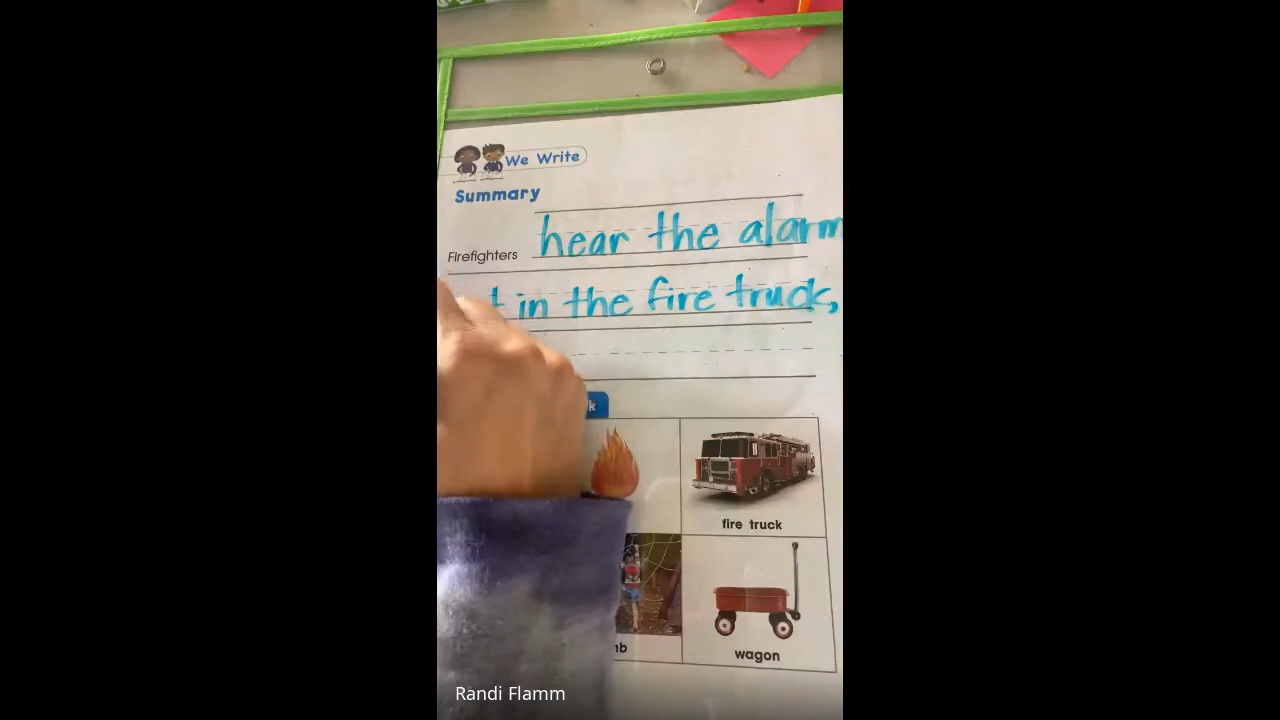 We Write
Summary
Firefighters hear the alarm
in the fire truck,
fire truck
wagon
Randi Flamm